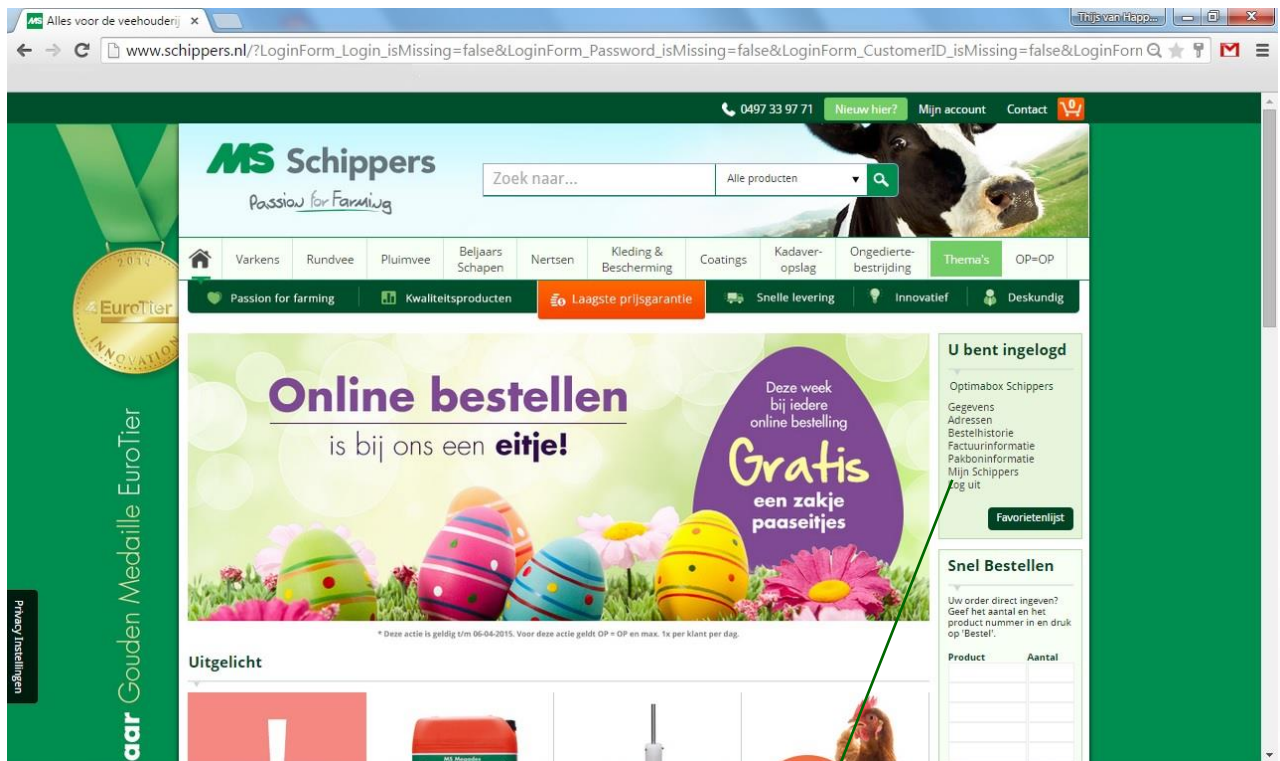 Alles voor de veehouderij
Thijs van Happ...
www.schippers.nl/?LoginForm_Login_isMissing=false&LoginForm_Password_isMissing=false&LoginForm_CustomerID_isMissing=false&LoginForm
0497 33 97 71 Nieuw hier? Mijn account Contact 0
MS Schippers
Passion for Farming
Zoek naar... Alle producten
Varkens Rundvee Pluimvee Beljaars Schapen Nertsen Kleding & Bescherming Coatings Kadaver-opslag Ongedierte-bestrijding Thema's OP=OP
Passion for farming Kwaliteitsproducten Laagste prijsgarantie Snelle levering Innovatief Deskundig
2014
EuroTier
INNOVATION
aar Gouden Medaille EuroTier
Privacy Instellingen
Online bestellen
is bij ons een eitje!
Deze week
bij iedere
online bestelling
Gratis
een zakje
paaseitjes
* Deze actie is geldig t/m 06-04-2015. Voor deze actie geldt OP = OP en max. 1x per klant per dag.
Uitgelicht
MS Megades
U bent ingelogd
Optimabox Schippers
Gegevens
Adressen
Bestelhistorie
Factuurinformatie
Pakboninformatie
Mijn Schippers
Log uit
Favorietenlijst
Snel Bestellen
Uw order direct ingeven?
Geef het aantal en het
product nummer in en druk
op 'Bestel'.
Product Aantal